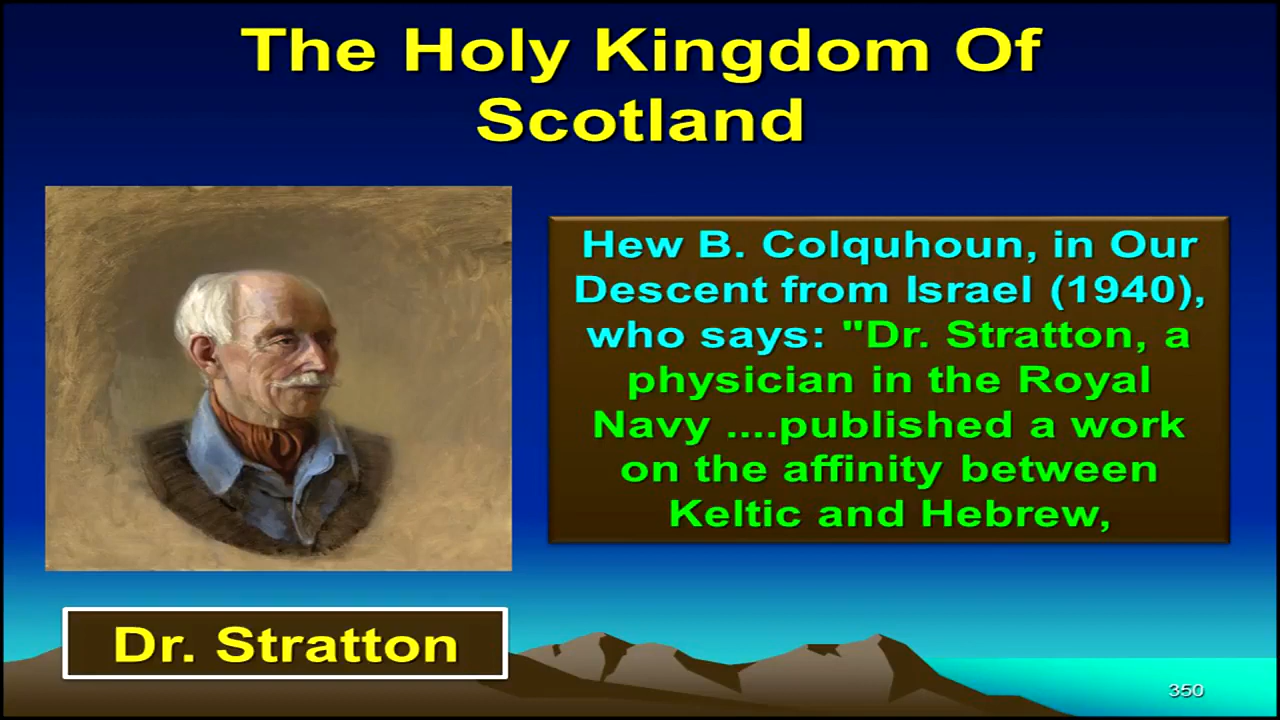 The Holy Kingdom Of
Scotland
Hew B. Colquhoun, in Our
Descent from Israel (1940),
who says: "Dr. Stratton, a
physician in the Royal
Navy ....published a work
on the affinity between
Keltic and Hebrew,
Dr. Stratton
350